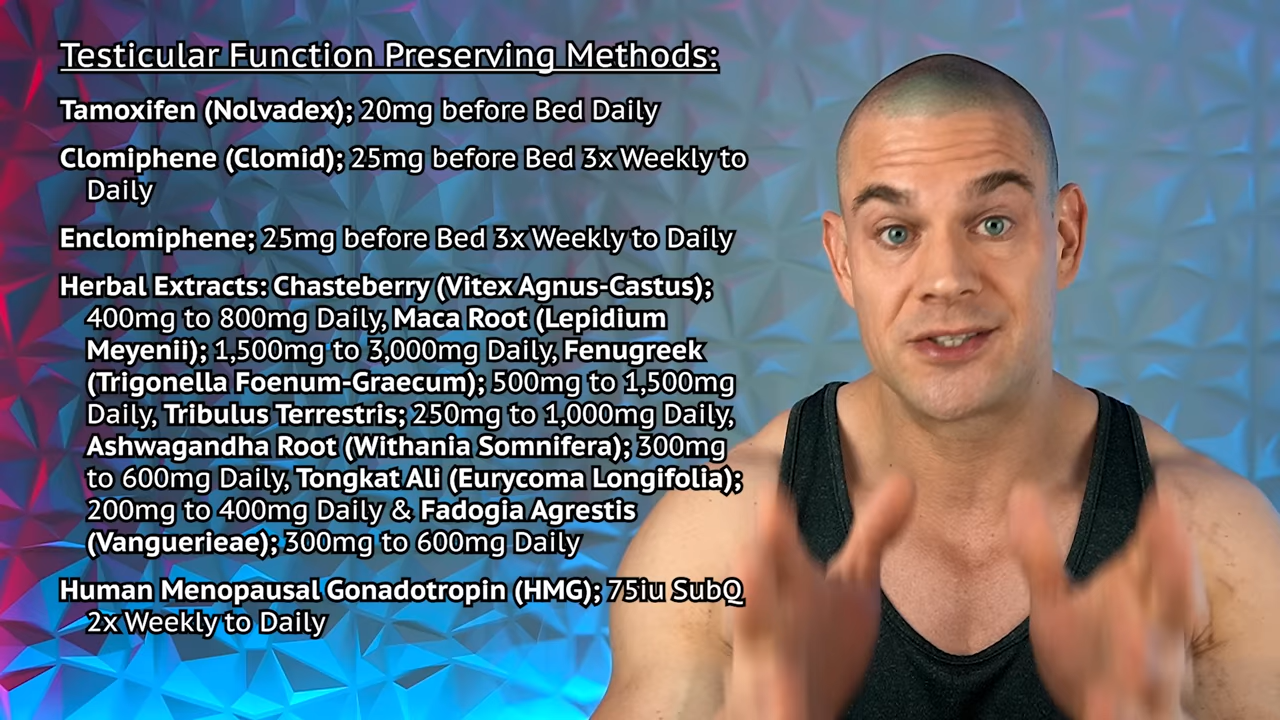 Testicular Function Preserving Methods:
Tamoxifen (Nolvadex); 20mg before Bed Daily
Clomiphene (Clomid); 25mg before Bed 3x Weekly to
Daily
Enclomiphene; 25mg before Bed 3x Weekly to Daily
Herbal Extracts: Chasteberry (Vitex Agnus-Castus);
400mg to 800mg Daily, Maca Root (Lepidium
Meyenii); 1,500mg to 3,000mg Daily, Fenugreek
(Trigonella Foenum-Graecum); 500mg to 1,500mg
Daily, Tribulus Terrestris; 250mg to 1,000mg Daily,
Ashwagandha Root (Withania Somnifera); 300mg
to 600mg Daily, Tongkat Ali (Eurycoma Longifolia);
200mg to 400mg Daily & Fadogia Agrestis
(Vanguerieae); 300mg to 600mg Daily
Human Menopausal Gonadotropin (HMG); 75iu SubQ
2x Weekly to Daily